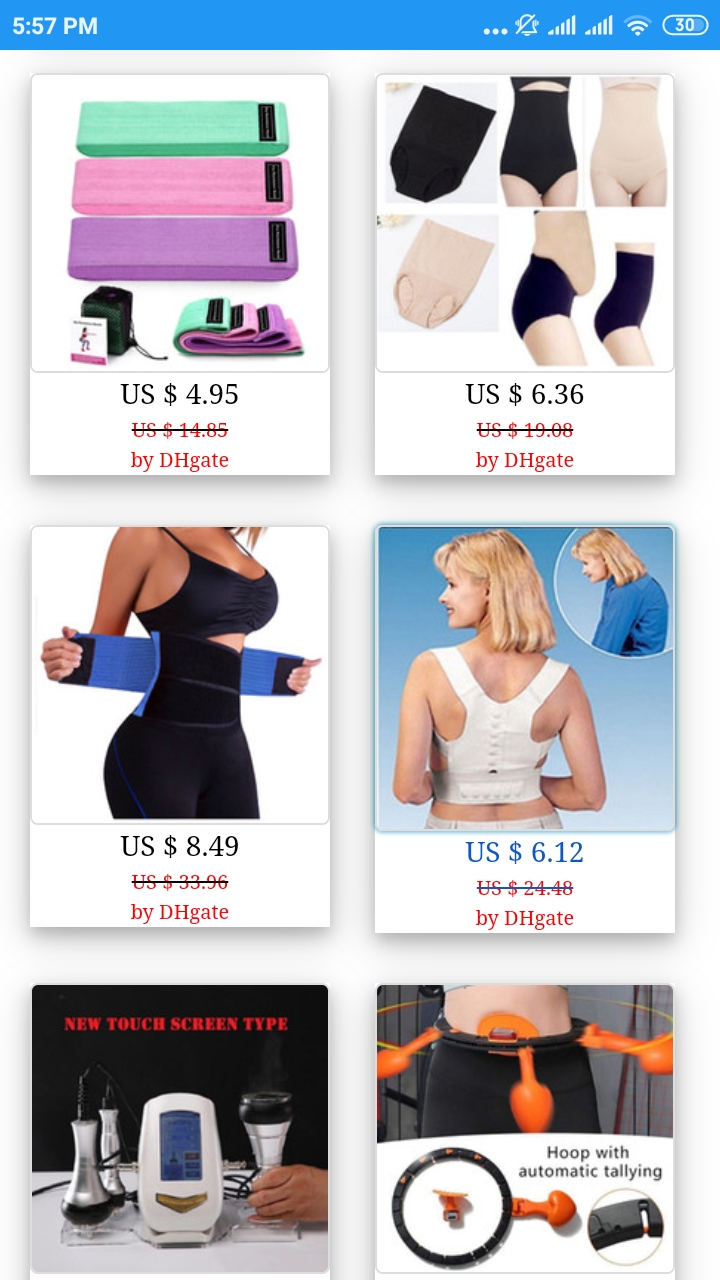 5:57 PM
30
US $ 4.95
US $ 14.85
by DHgate
US $ 6.36
US $ 19.08
by DHgate
US $ 8.49
US $ 33.96
by DHgate
US $ 6.12
US $ 24.48
by DHgate
NEW TOUCH SCREEN TYPE
Hoop with
automatic tallying